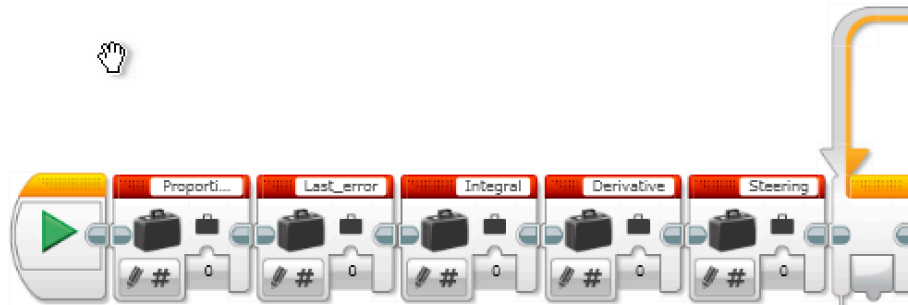 Proporti... Last_error Integral Derivative Steering
# # # # #
0 0 0 0 0